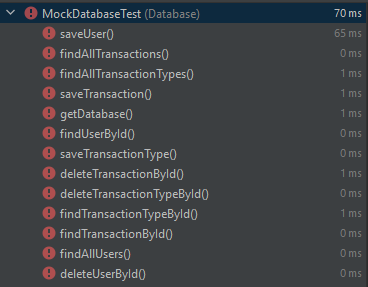 MockDatabaseTest (Database) 70 ms
saveUser() 65 ms
findAllTransactions() 0 ms
findAllTransactionTypes() 1 ms
saveTransaction() 1 ms
getDatabase() 1 ms
findUserById() 0 ms
saveTransactionType() 0 ms
deleteTransactionById() 1 ms
deleteTransactionTypeById() 0 ms
findTransactionTypeById() 1 ms
findTransactionById() 0 ms
findAllUsers() 0 ms
deleteUserById() 0 ms